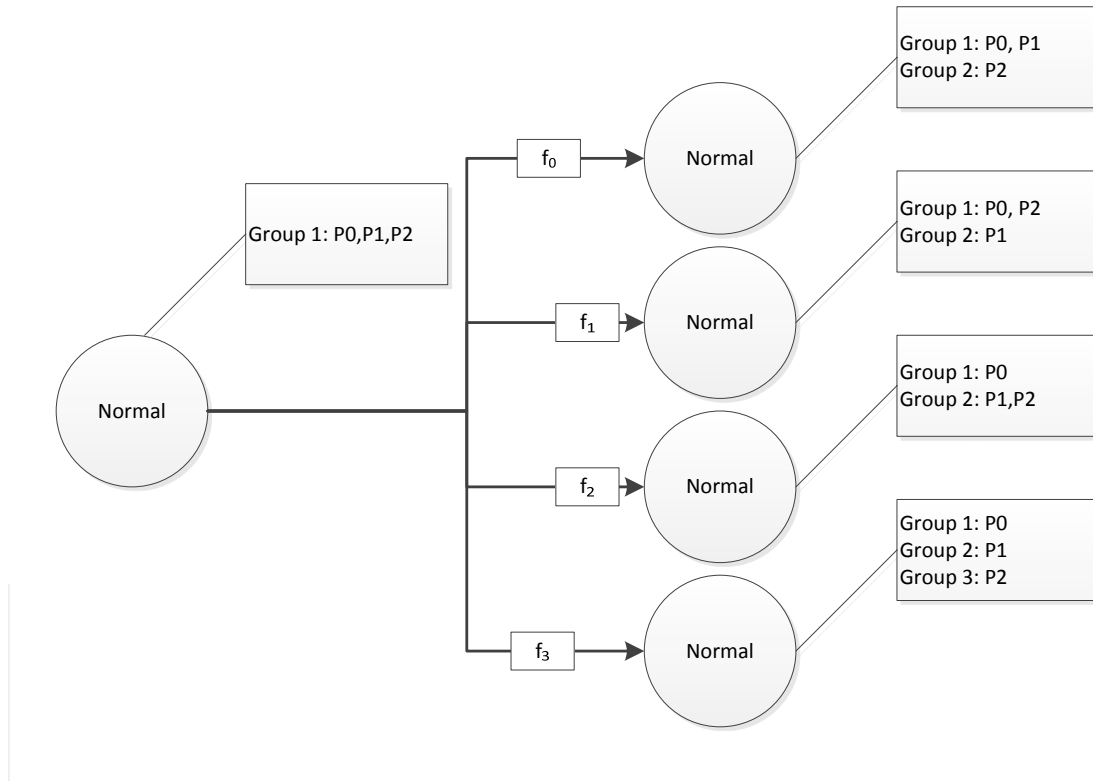 Group 1: P0,P1,P2
Normal
f₀
Normal
Group 1: P0, P1
Group 2: P2
f₁
Normal
Group 1: P0, P2
Group 2: P1
f₂
Normal
Group 1: P0
Group 2: P1,P2
f₃
Normal
Group 1: P0
Group 2: P1
Group 3: P2